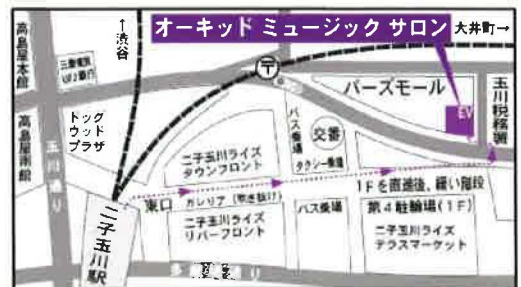 オーキッド ミュージック サロン
大井町→
↑渋谷
高島屋本館
三菱東京
UFJ銀行
〒
バーズモール
EV
玉川税務署
高島屋南館
ドッグ
ウッド
プラザ
玉川通り
バス乗場
交番
タクシー乗場
二子玉川ライズ
タウンフロント
東口
ガレリア (吹き抜け)
1Fを直進後、緩い階段
二子玉川駅
二子玉川ライズ
リバーフロント
バス乗場
第4駐輪場(1F)
二子玉川ライズ
テラスマーケット
通り